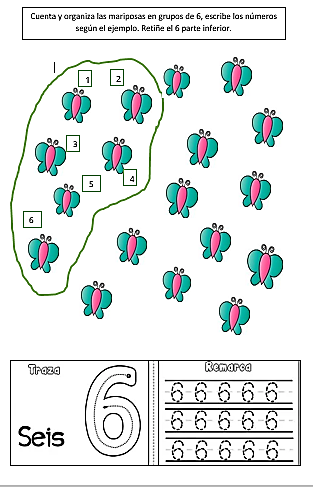 Cuenta y organiza las mariposas en grupos de 6, escribe los números
según el ejemplo. Retiñe el 6 parte inferior.
1
2
3
4
5
6
Traza
Remarca
6
Seis
6 6 6 6 6
6 6 6 6 6
6 6 6 6 6